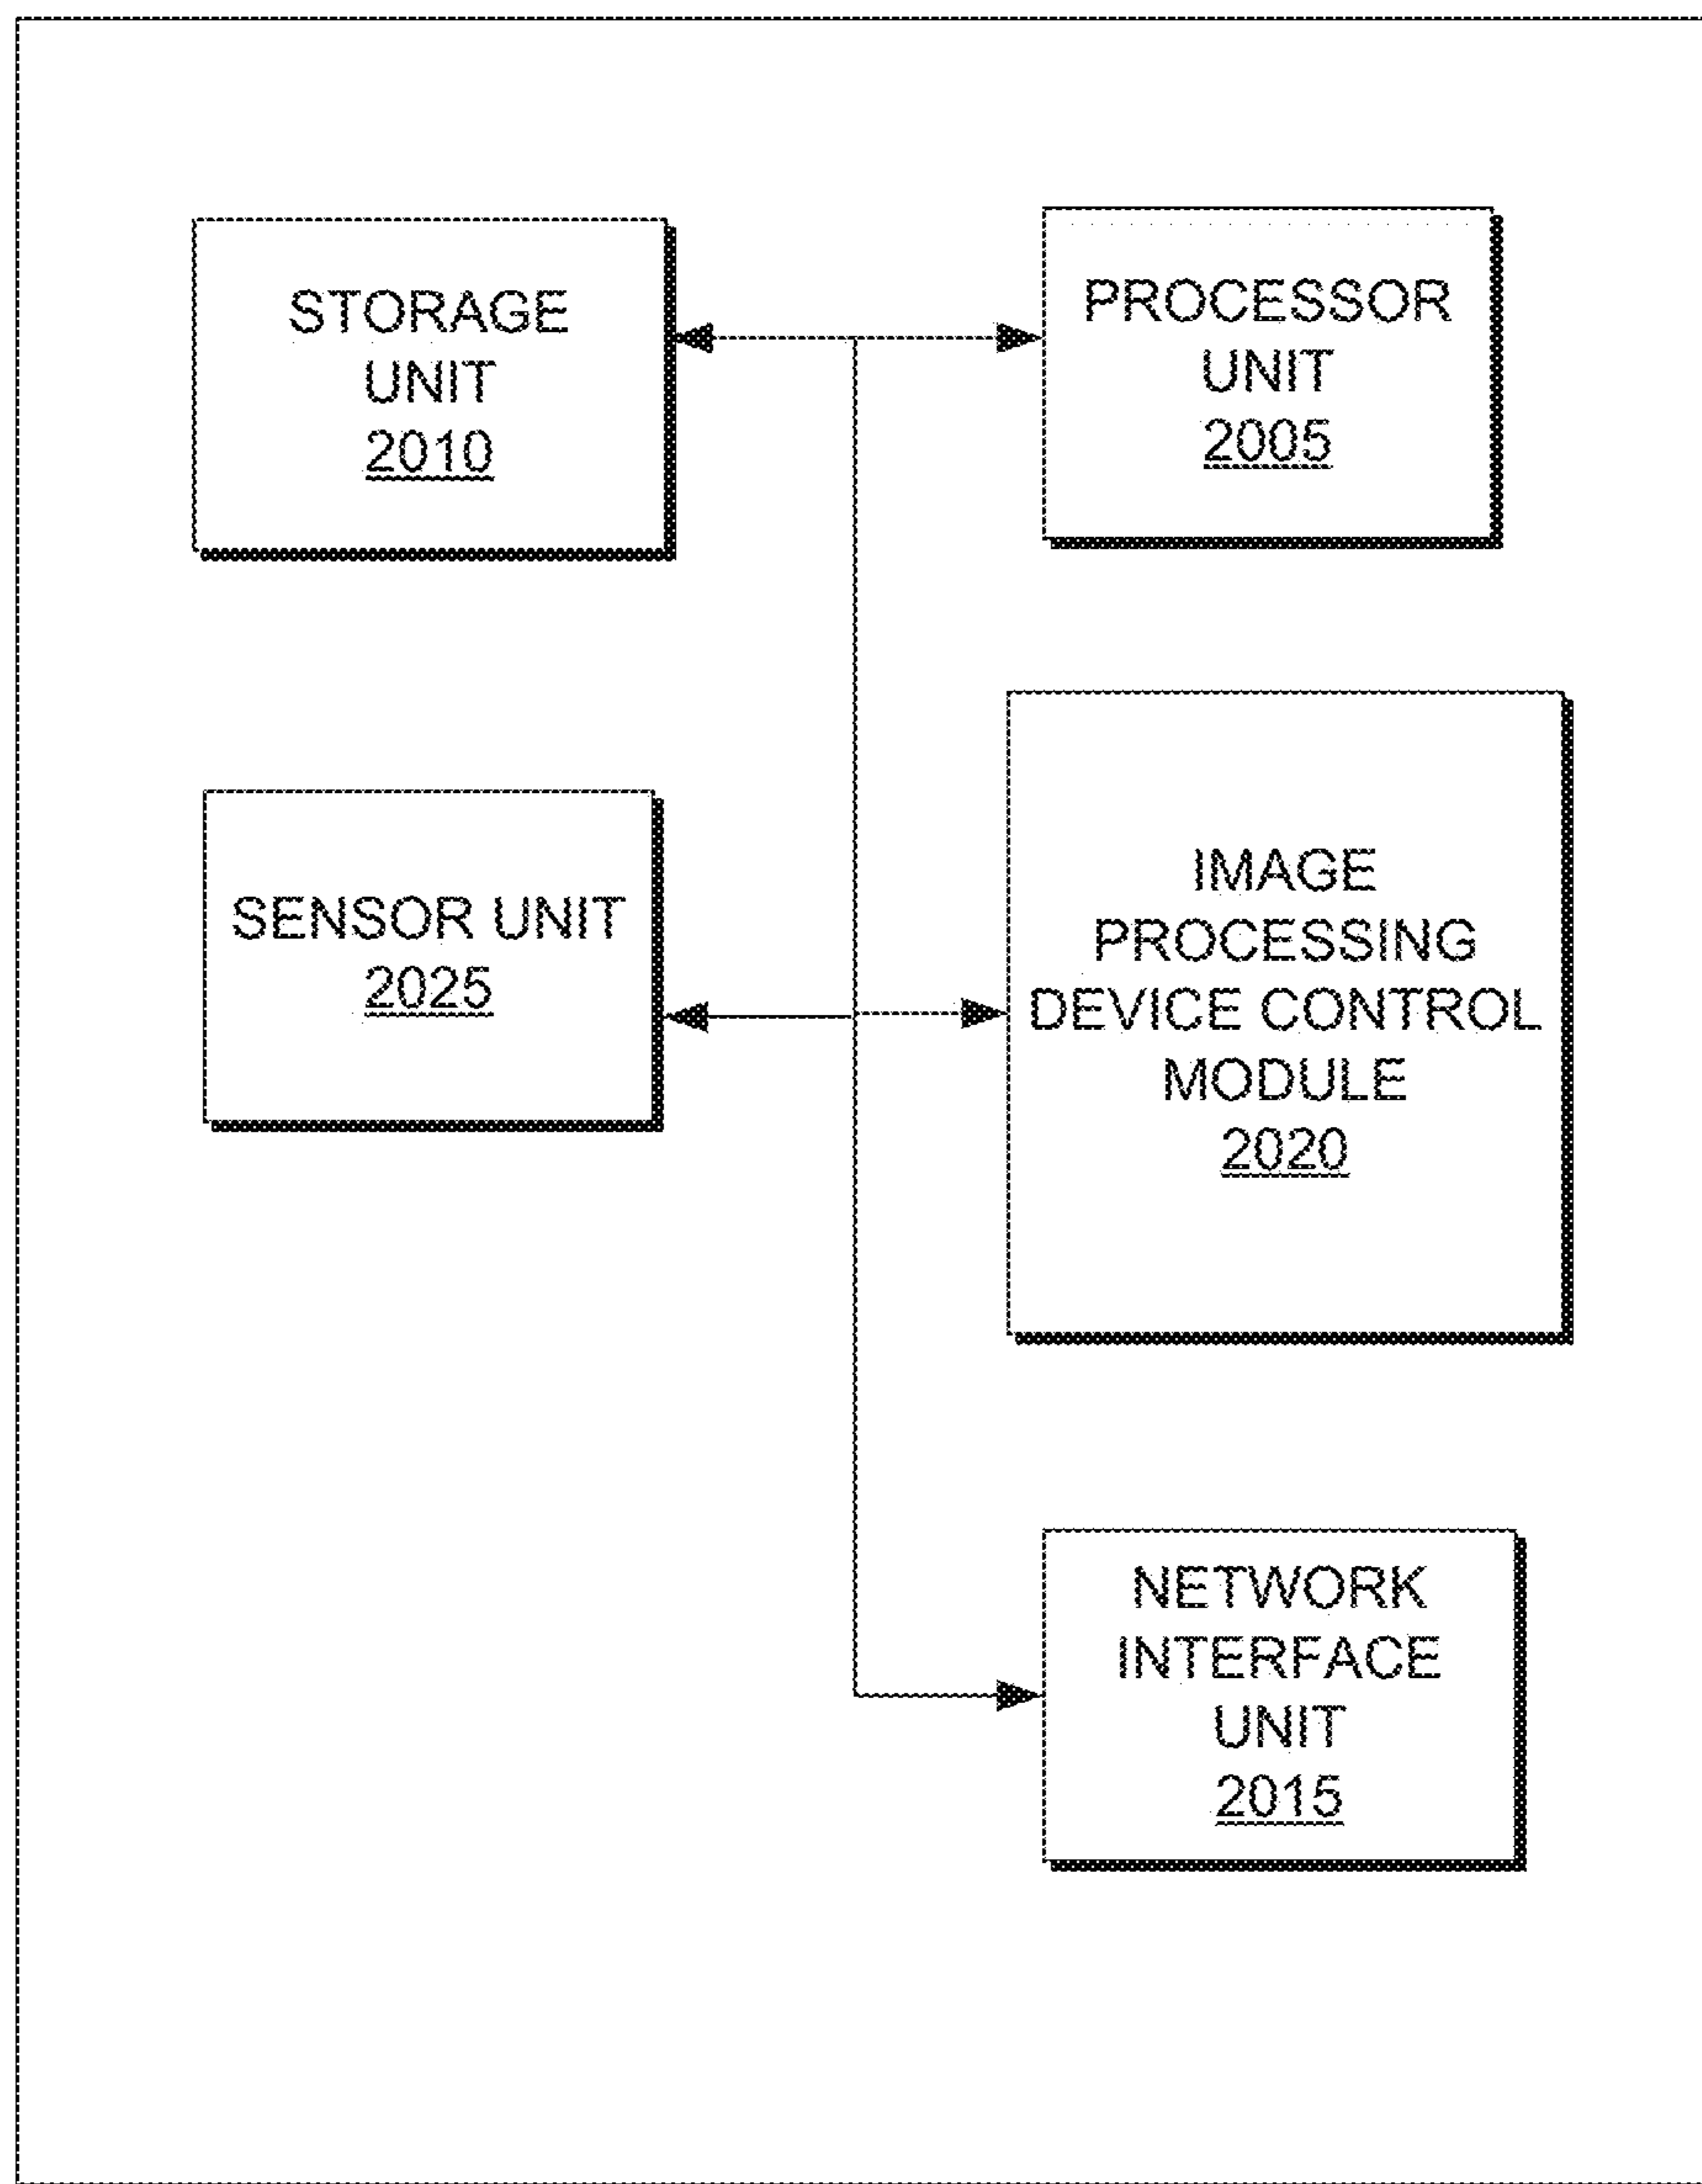 STORAGE
UNIT
2010
PROCESSOR
UNIT
2005
SENSOR UNIT
2025
IMAGE
PROCESSING
DEVICE CONTROL
MODULE
2020
NETWORK
INTERFACE
UNIT
2015